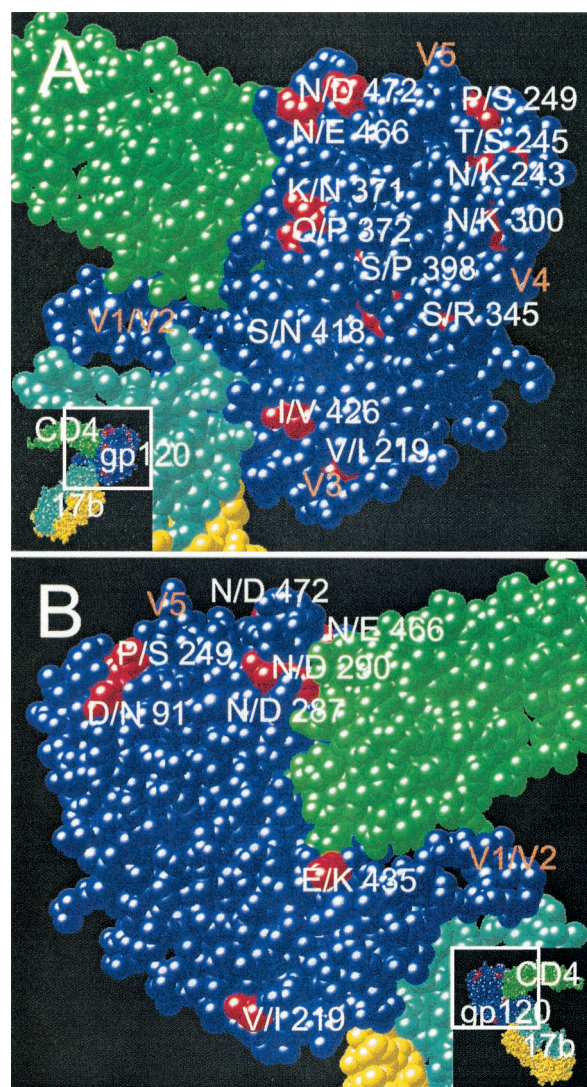 A
V5
N/D 472
P/S 249
N/E 466
T/S 245
N/K 243
K/N 371
Q/P 372
N/K 300
S/P 398
V4
V1/V2
S/N 418
S/R 345
I/V 426
V/I 219
V3
CD4
gp120
17b
B
V5
N/D 472
N/E 466
P/S 249
N/D 290
D/N 91
N/D 287
V1/V2
E/K 435
CD4
gp120
17b
V/I 219